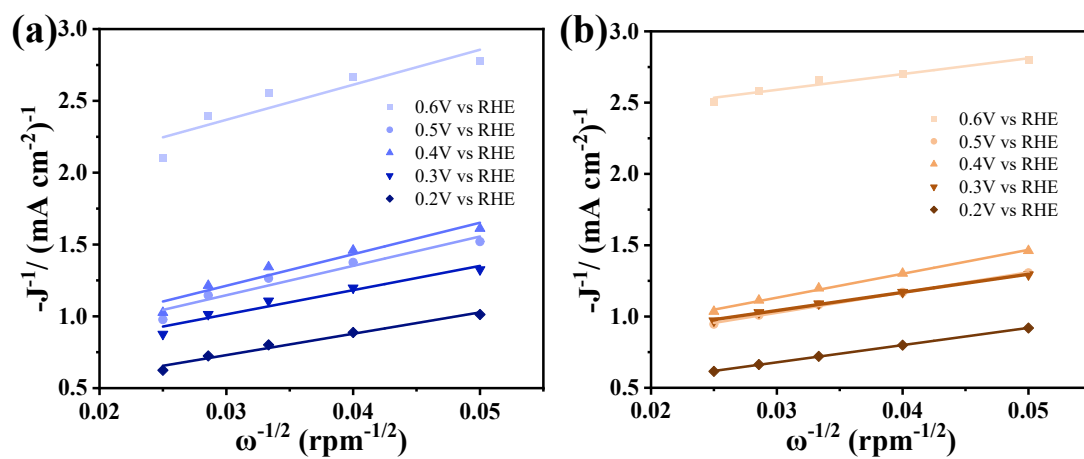 (a)
3.0
2.5
2.0
1.5
1.0
0.5
0.02
0.03
0.04
0.05
-J⁻¹/ (mA cm⁻²)⁻¹
ω⁻¹/² (rpm⁻¹/²)
0.6V vs RHE
0.5V vs RHE
0.4V vs RHE
0.3V vs RHE
0.2V vs RHE
(b)
3.0
2.5
2.0
1.5
1.0
0.5
0.02
0.03
0.04
0.05
-J⁻¹/ (mA cm⁻²)⁻¹
ω⁻¹/² (rpm⁻¹/²)
0.6V vs RHE
0.5V vs RHE
0.4V vs RHE
0.3V vs RHE
0.2V vs RHE